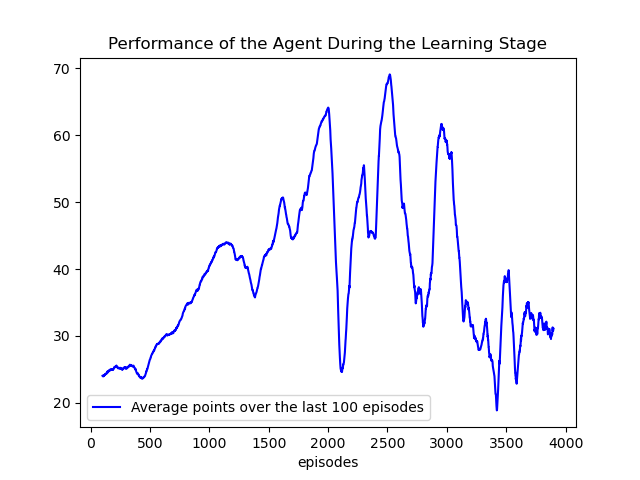 Performance of the Agent During the Learning Stage
70
60
50
40
30
20
Average points over the last 100 episodes
0 500 1000 1500 2000 2500 3000 3500 4000
episodes